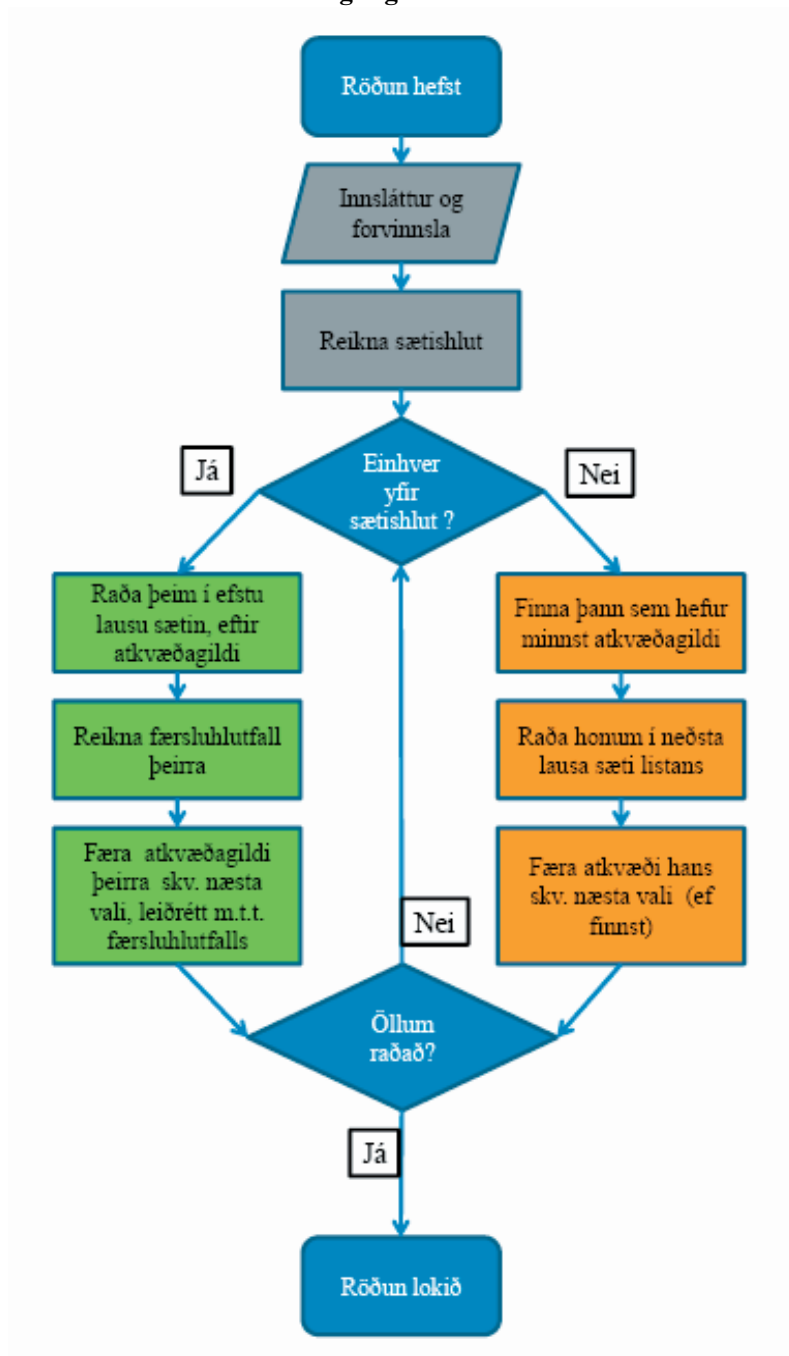 Röðun hefst
Innsláttur og
forvinnsla
Reikna sætishlut
Einhver
yfir
sætishlut ?
Já
Nei
Raða þeim í efstu
lausu sætin, eftir
atkvæðagildi
Reikna færsluhlutfall
þeirra
Færa atkvæðagildi
þeirra skv. næsta
vali, leiðrétt m.t.t.
færsluhlutfalls
Finna þann sem hefur
minnst atkvæðagildi
Raða honum í neðsta
lausa sæti listans
Færa atkvæði hans
skv. næsta vali (ef
finnst)
Nei
Öllum
raðað?
Já
Röðun lokið